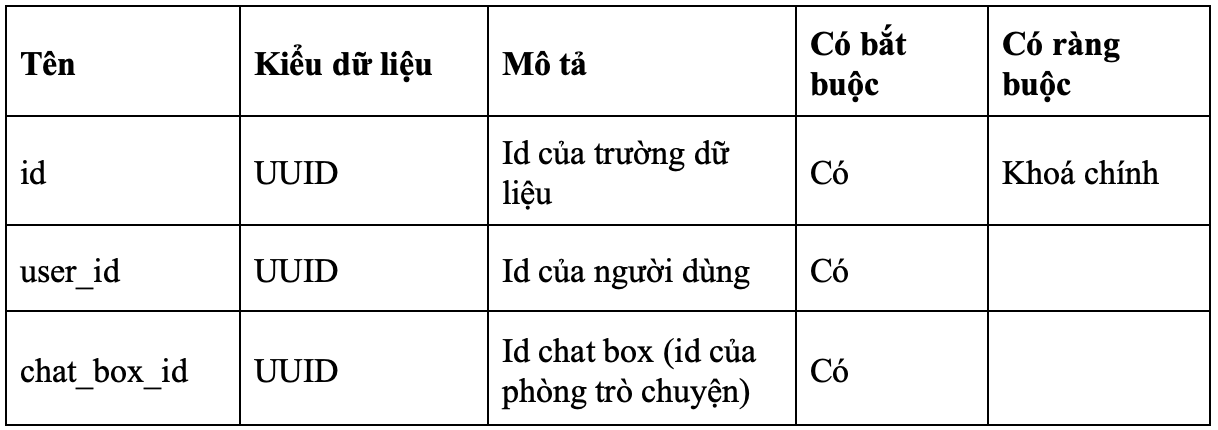 Tên Kiểu dữ liệu Mô tả Có bắt buộc Có ràng buộc
id UUID Id của trường dữ liệu Có Khoá chính
user_id UUID Id của người dùng Có
chat_box_id UUID Id chat box (id của phòng trò chuyện) Có